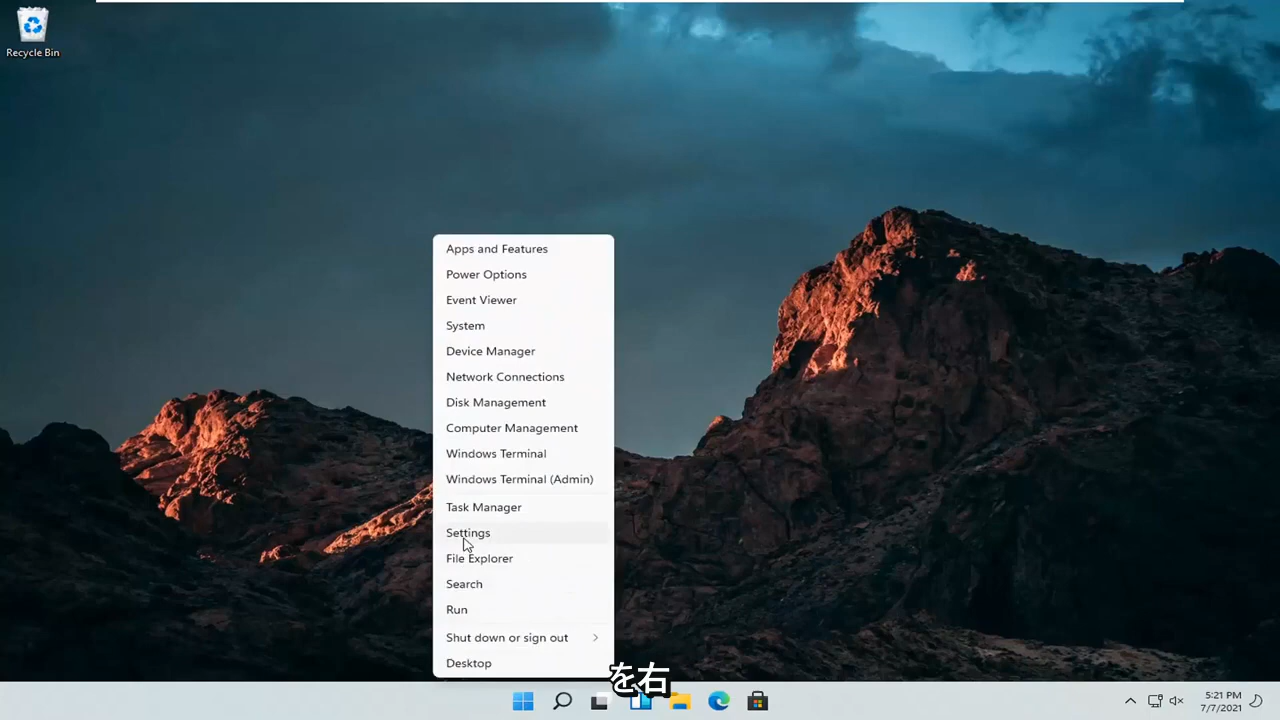 Recycle Bin
Apps and Features
Power Options
Event Viewer
System
Device Manager
Network Connections
Disk Management
Computer Management
Windows Terminal
Windows Terminal (Admin)
Task Manager
Settings
File Explorer
Search
Run
Shut down or sign out
Desktop
を右
5:21 PM
7/7/2021